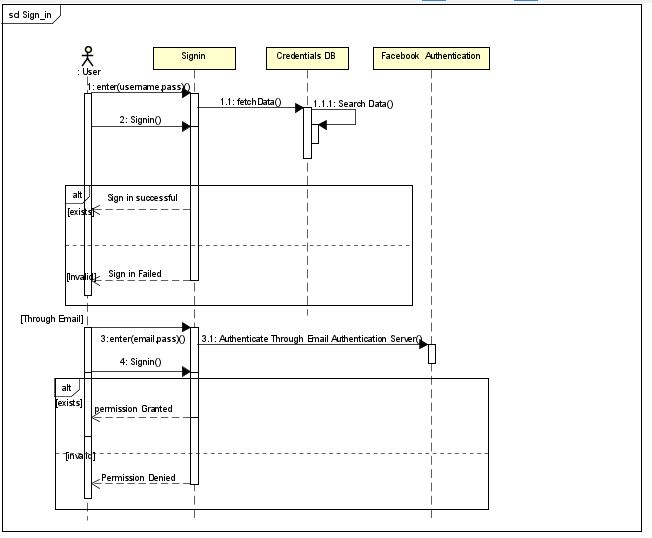 sd Sign_in
Signin
Credentials DB
Facebook Authentication
: User
1: enter(username,pass)()
1.1: fetchData()
1.1.1: Search Data()
2: Signin()
alt
Sign in successful
[exists]
[Invalid]
Sign in Failed
[Through Email]
3:enter(email,pass)()
3.1: Authenticate Through Email Authentication Server()
4: Signin()
alt
[exists]
permission Granted
[invalid]
Permission Denied